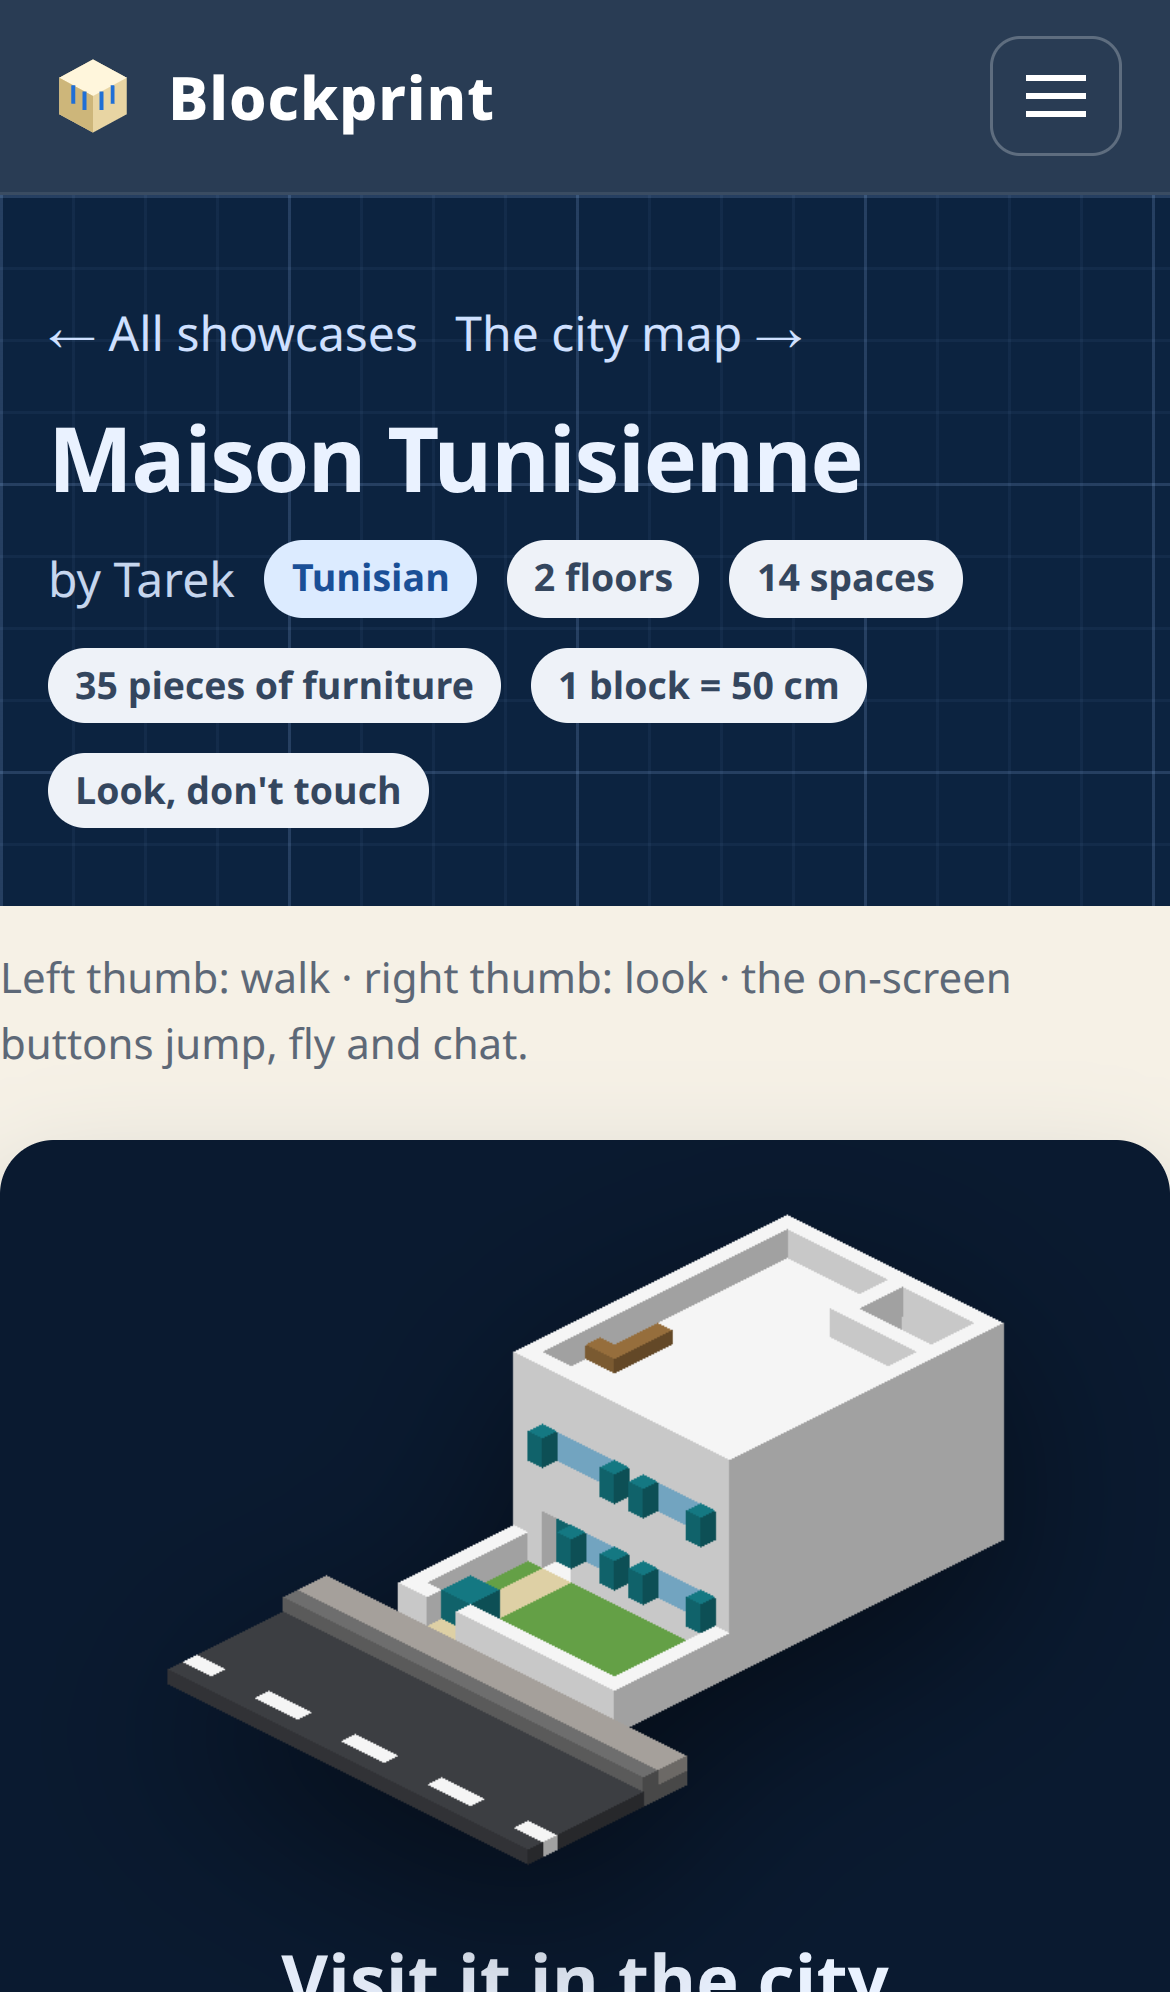 Blockprint
← All showcases The city map →
Maison Tunisienne
by Tarek Tunisian 2 floors 14 spaces
35 pieces of furniture 1 block = 50 cm
Look, don't touch
Left thumb: walk · right thumb: look · the on-screen
buttons jump, fly and chat.
Visit it in the city